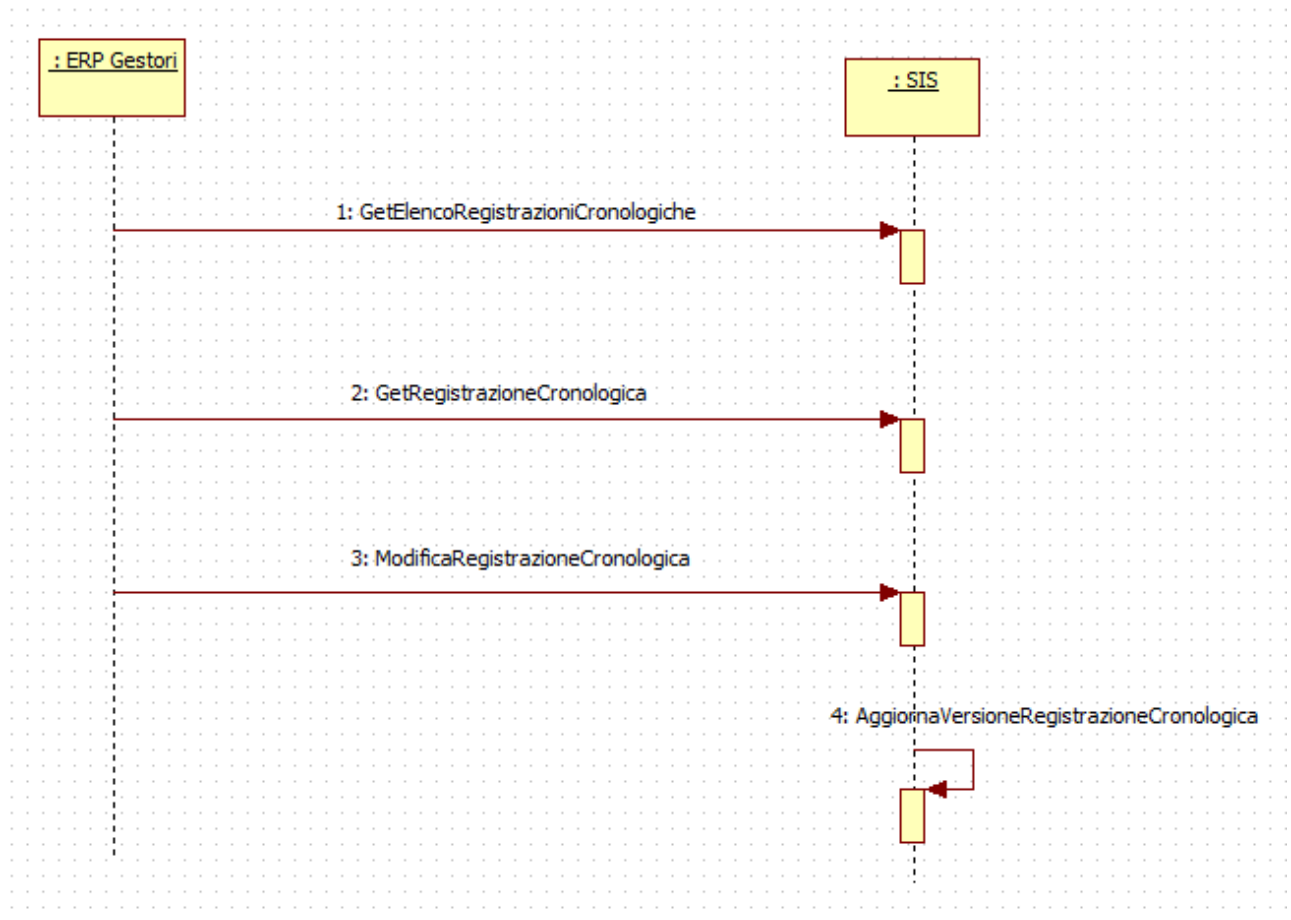 : ERP Gestori
: SIS
1: GetElencoRegistrazioniCronologiche
2: GetRegistrazioneCronologica
3: ModificaRegistrazioneCronologica
4: AggiornaVersioneRegistrazioneCronologica